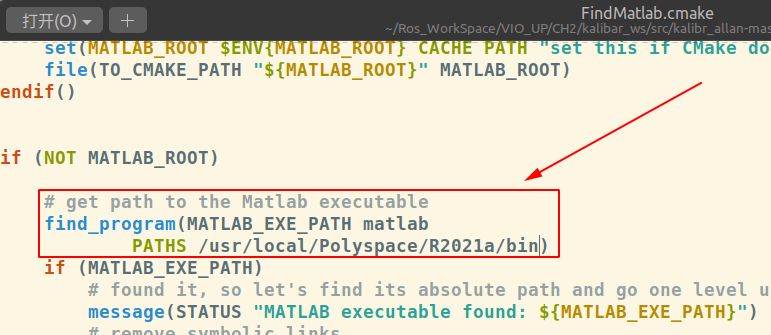 打开(O)
FindMatlab.cmake
~/Ros_WorkSpace/VIO_UP/CH2/kalibar_ws/src/kalibr_allan-mas
set(MATLAB_ROOT $ENV{MATLAB_ROOT} CACHE PATH "set this if CMake do
file(TO_CMAKE_PATH "${MATLAB_ROOT}" MATLAB_ROOT)
endif()
if (NOT MATLAB_ROOT)
# get path to the Matlab executable
find_program(MATLAB_EXE_PATH matlab
PATHS /usr/local/Polyspace/R2021a/bin)
if (MATLAB_EXE_PATH)
# found it, so let's find its absolute path and go one level u
message(STATUS "MATLAB executable found: ${MATLAB_EXE_PATH}")
# remove symbolic links